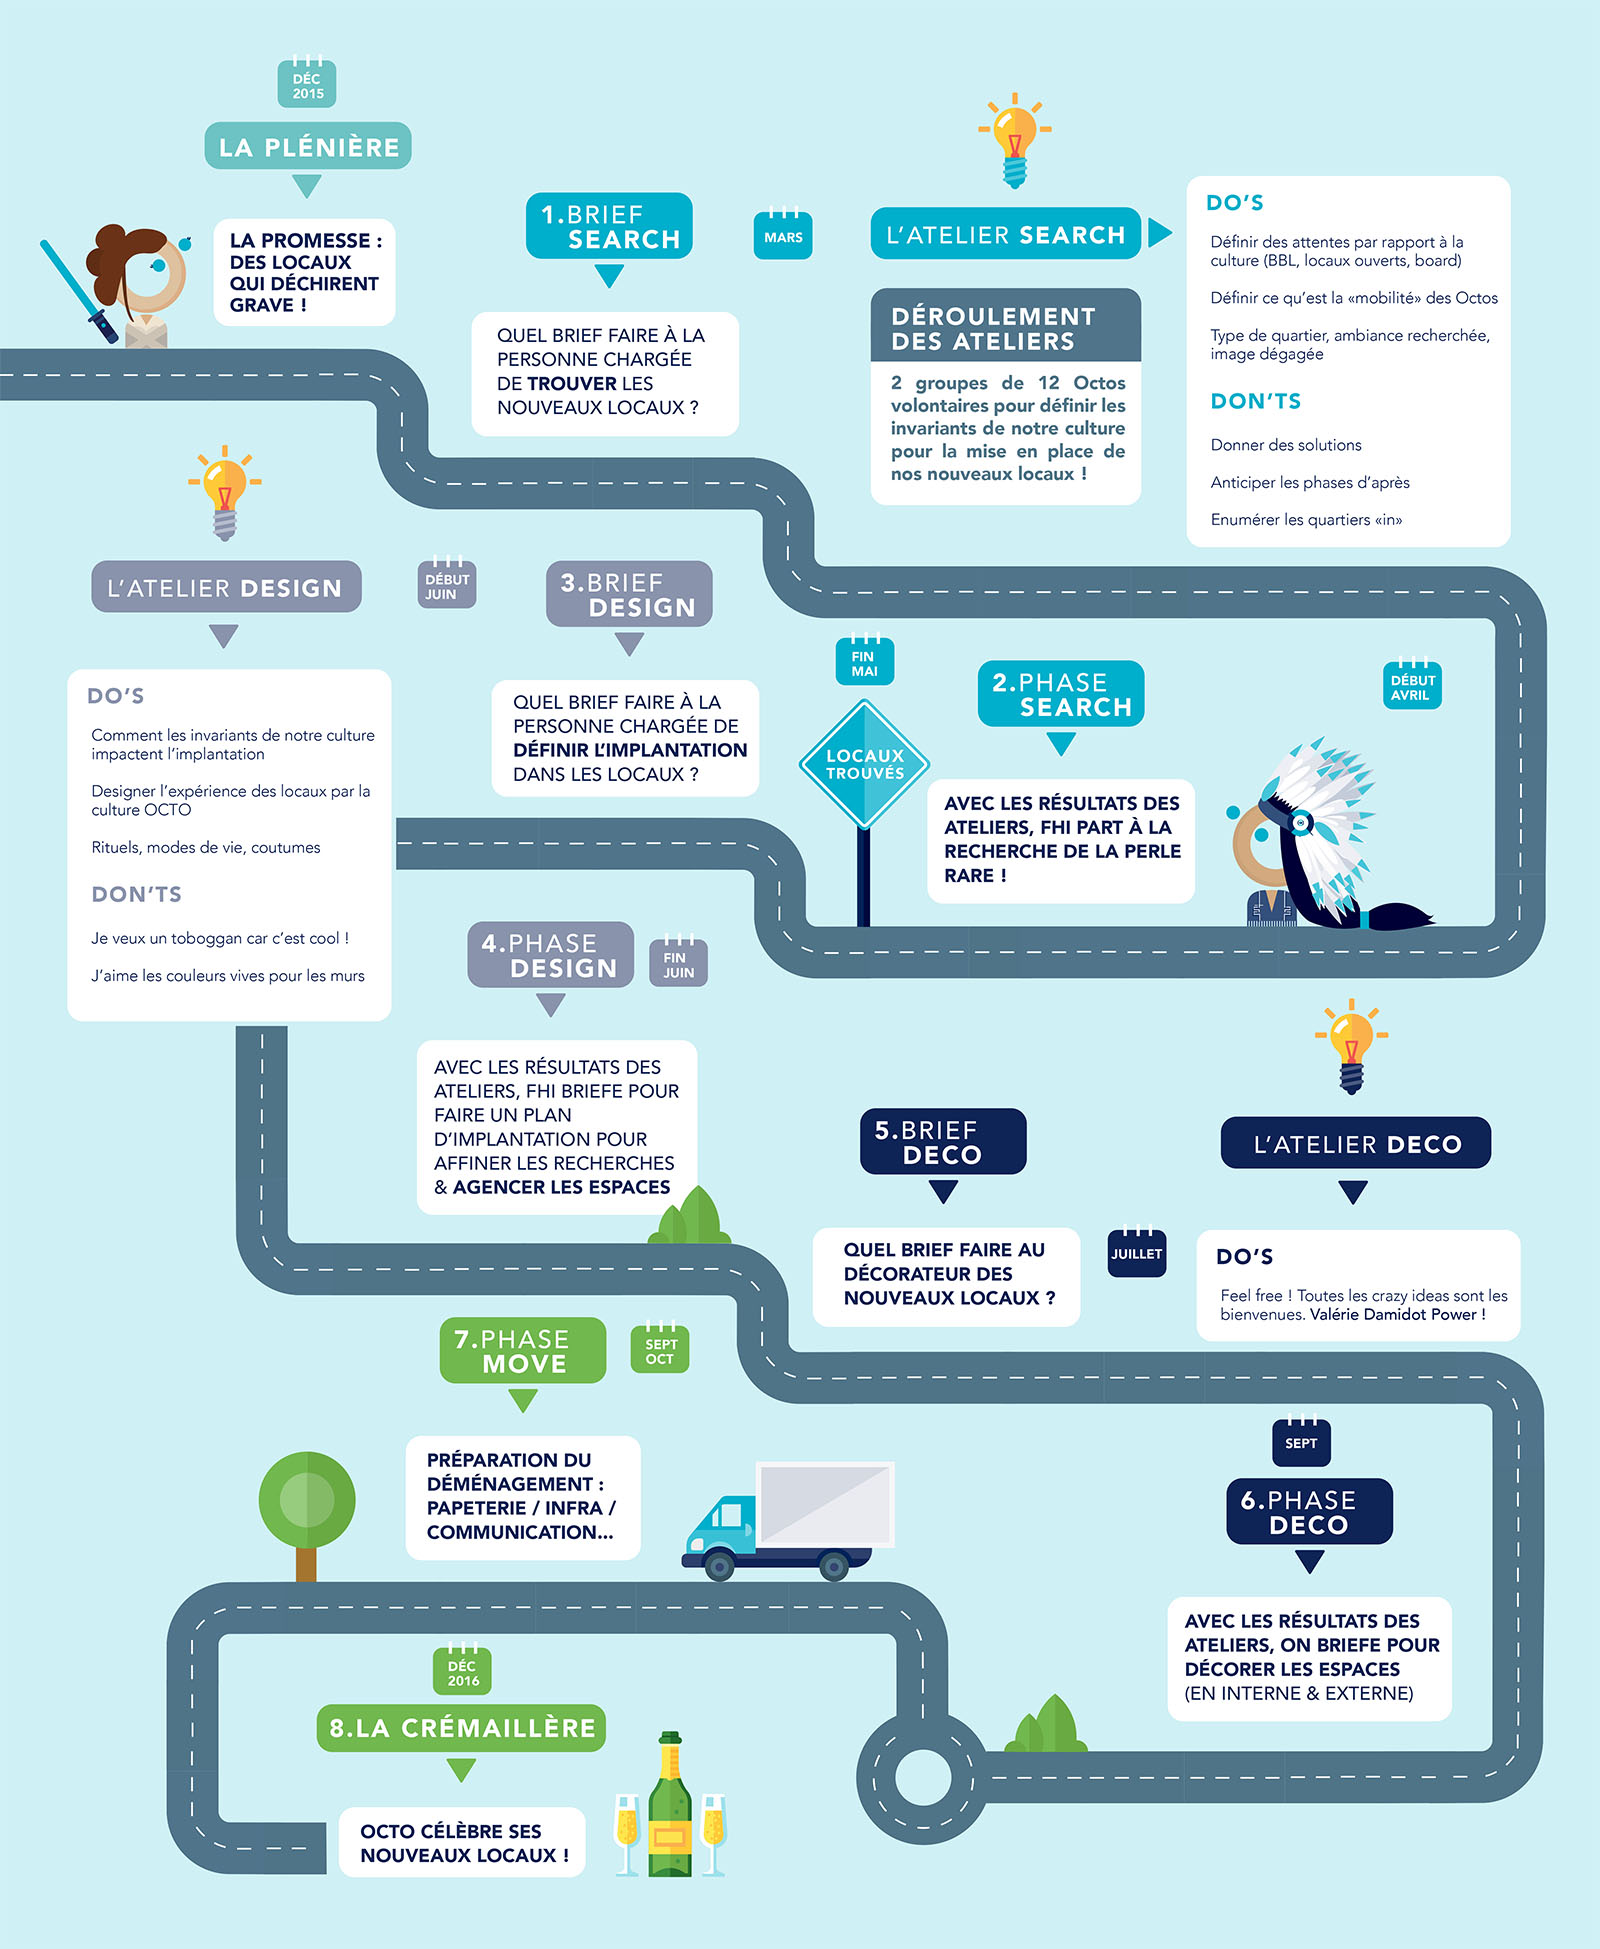 DÉC
2015
LA PLÉNIÈRE
LA PROMESSE :
DES LOCAUX
QUI DÉCHIRENT
GRAVE !
1.BRIEF
SEARCH
QUEL BRIEF FAIRE À LA
PERSONNE CHARGÉE
DE TROUVER LES
NOUVEAUX LOCAUX ?
MARS
L'ATELIER SEARCH
DÉROULEMENT
DES ATELIERS
2 groupes de 12 Octos
volontaires pour définir les
invariants de notre culture
pour la mise en place de
nos nouveaux locaux !
DO'S
Définir des attentes par rapport à la
culture (BBL, locaux ouverts, board)
Définir ce qu'est la «mobilité» des Octos
Type de quartier, ambiance recherchée,
image dégagée
DON'TS
Donner des solutions
Anticiper les phases d'après
Enumérer les quartiers «in»
DÉBUT
AVRIL
2.PHASE
SEARCH
AVEC LES RÉSULTATS DES
ATELIERS, FHI PART À LA
RECHERCHE DE LA PERLE
RARE !
FIN
MAI
LOCAUX
TROUVÉS
3.BRIEF
DESIGN
QUEL BRIEF FAIRE À LA
PERSONNE CHARGÉE DE
DÉFINIR L'IMPLANTATION
DANS LES LOCAUX ?
DÉBUT
JUIN
L'ATELIER DESIGN
DO'S
Comment les invariants de notre culture
impactent l'implantation
Designer l'expérience des locaux par la
culture OCTO
Rituels, modes de vie, coutumes
DON'TS
Je veux un toboggan car c'est cool !
J'aime les couleurs vives pour les murs
4.PHASE
DESIGN
FIN
JUIN
AVEC LES RÉSULTATS DES
ATELIERS, FHI BRIEFE POUR
FAIRE UN PLAN
D'IMPLANTATION POUR
AFFINER LES RECHERCHES
& AGENCER LES ESPACES
5.BRIEF
DECO
QUEL BRIEF FAIRE AU
DÉCORATEUR DES
NOUVEAUX LOCAUX ?
JUILLET
L'ATELIER DECO
DO'S
Feel free ! Toutes les crazy ideas sont les
bienvenues. Valérie Damidot Power !
SEPT
6.PHASE
DECO
AVEC LES RÉSULTATS DES
ATELIERS, ON BRIEFE POUR
DÉCORER LES ESPACES
(EN INTERNE & EXTERNE)
7.PHASE
MOVE
SEPT
OCT
PRÉPARATION DU
DÉMÉNAGEMENT :
PAPETERIE / INFRA /
COMMUNICATION...
DÉC
2016
8.LA CRÉMAILLÈRE
OCTO CÉLÈBRE SES
NOUVEAUX LOCAUX !